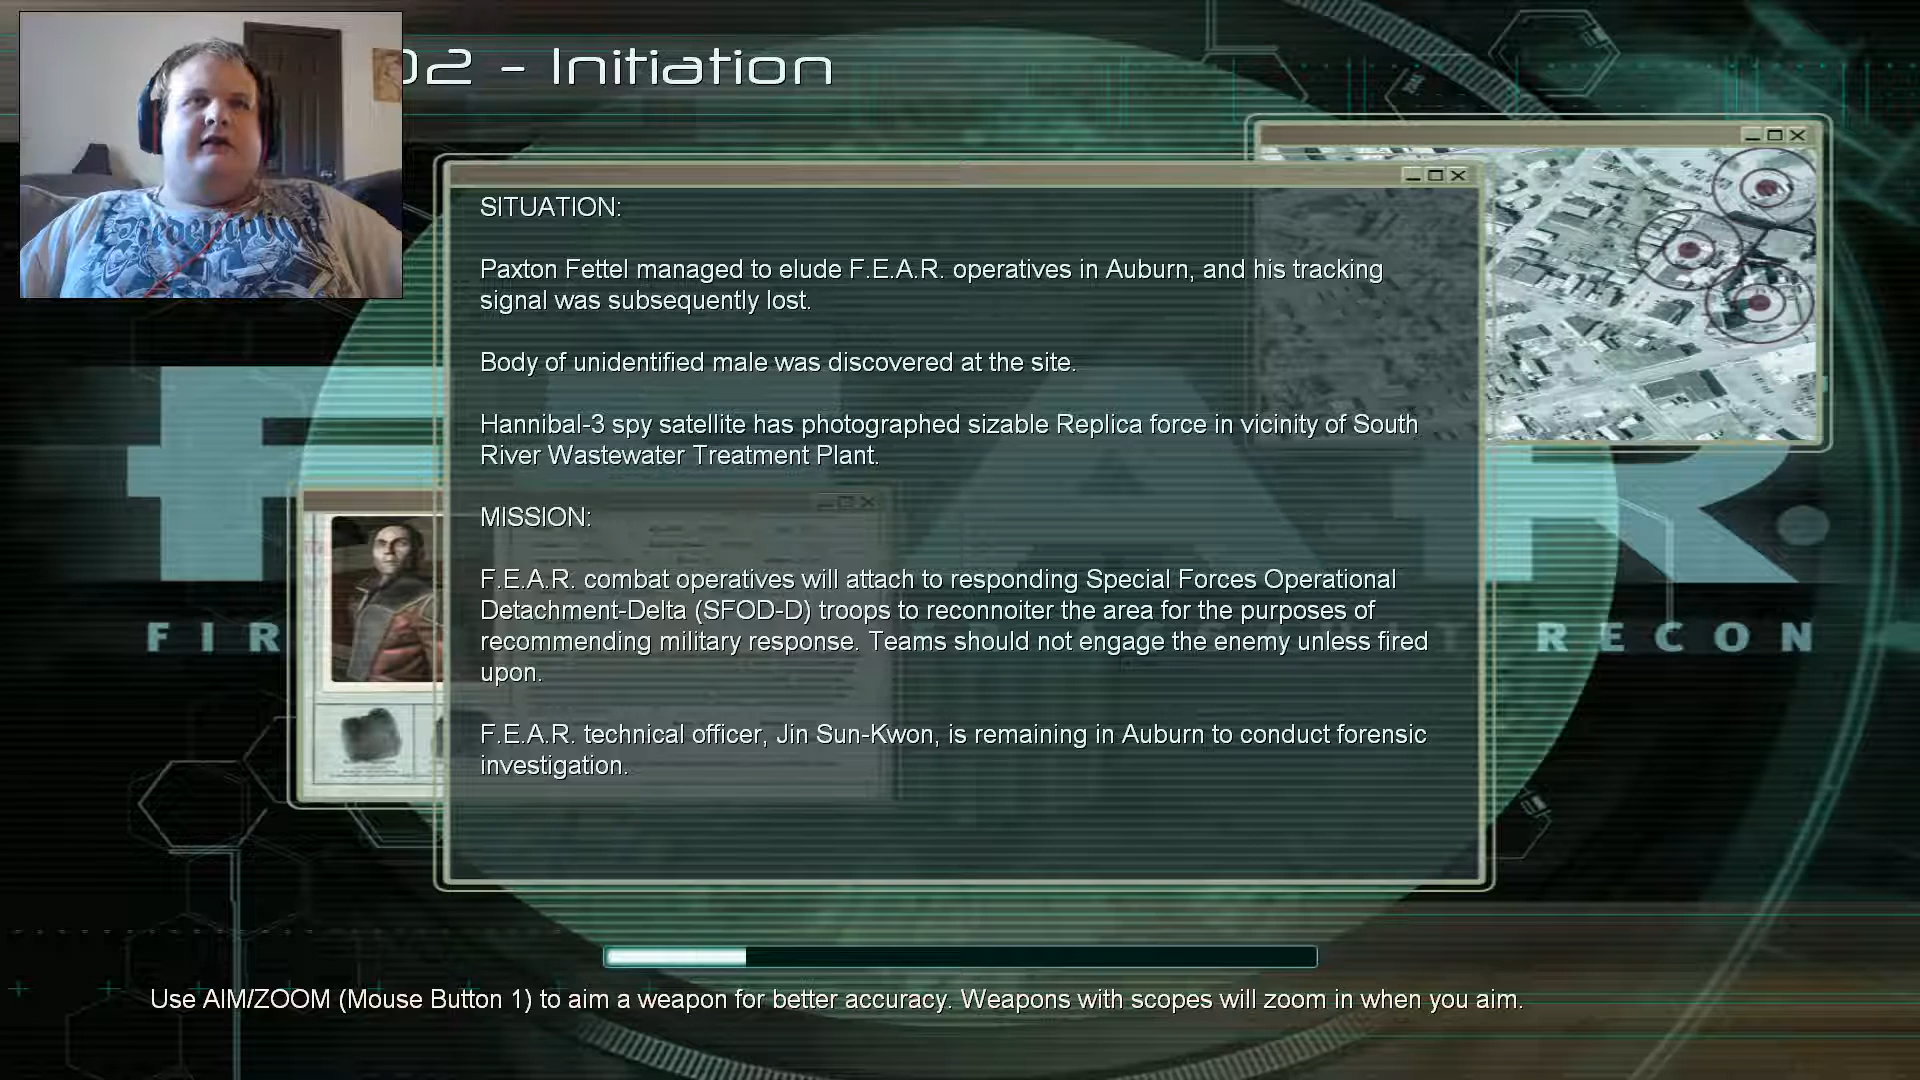 02 - Initiation
SITUATION:
Paxton Fettel managed to elude F.E.A.R. operatives in Auburn, and his tracking
signal was subsequently lost.
Body of unidentified male was discovered at the site.
Hannibal-3 spy satellite has photographed sizable Replica force in vicinity of South
River Wastewater Treatment Plant.
MISSION:
F.E.A.R. combat operatives will attach to responding Special Forces Operational
Detachment-Delta (SFOD-D) troops to reconnoiter the area for the purposes of
recommending military response. Teams should not engage the enemy unless fired
upon.
F.E.A.R. technical officer, Jin Sun-Kwon, is remaining in Auburn to conduct forensic
investigation.
F.E.A.R.
FIR
RECON
Redemption
Use AIM/ZOOM (Mouse Button 1) to aim a weapon for better accuracy. Weapons with scopes will zoom in when you aim.